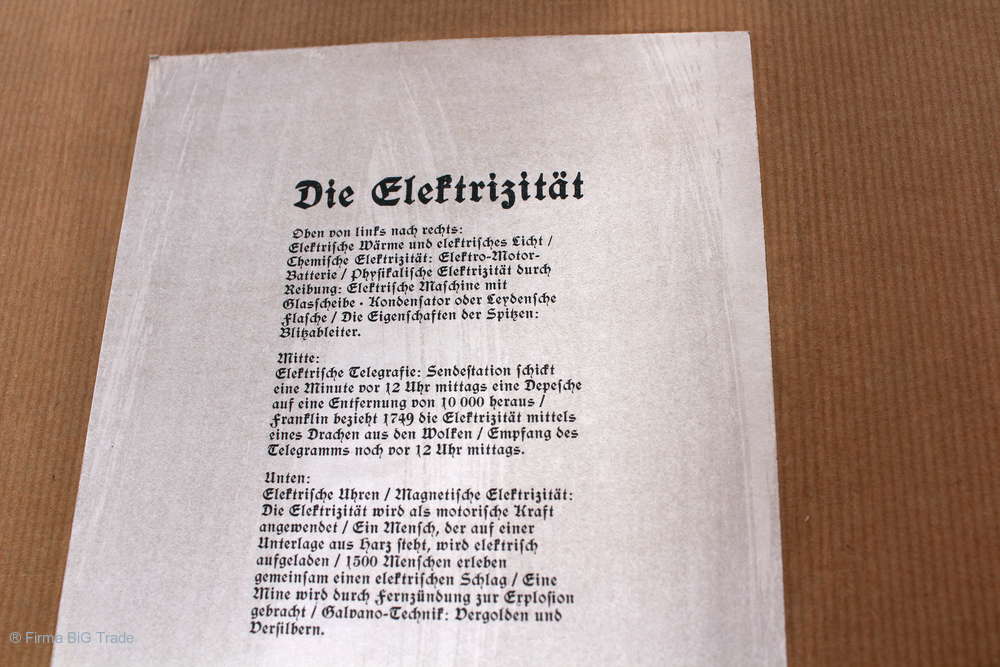 Die Elektrizität
Oben von links nach rechts:
Elektrische Wärme und elektrisches Licht /
Chemische Elektrizität: Elektro-Motor-
Batterie / Physikalische Elektrizität durch
Reibung: Elektrische Maschine mit
Glasscheibe · Kondensator oder Leydensche
Flasche / Die Eigenschaften der Spitzen:
Blitzableiter.
Mitte:
Elektrische Telegrafie: Sendestation schickt
eine Minute vor 12 Uhr mittags eine Depesche
auf eine Entfernung von 10 000 heraus /
Franklin bezieht 1749 die Elektrizität mittels
eines Drachen aus den Wolken / Empfang des
Telegramms noch vor 12 Uhr mittags.
Unten:
Elektrische Uhren / Magnetische Elektrizität:
Die Elektrizität wird als motorische Kraft
angewendet / Ein Mensch, der auf einer
Unterlage aus Harz steht, wird elektrisch
aufgeladen / 1500 Menschen erleben
gemeinsam einen elektrischen Schlag / Eine
Mine wird durch Fernzündung zur Explosion
gebracht / Galvano-Technik: Vergolden und
Versilbern.
® Firma BIG Trade